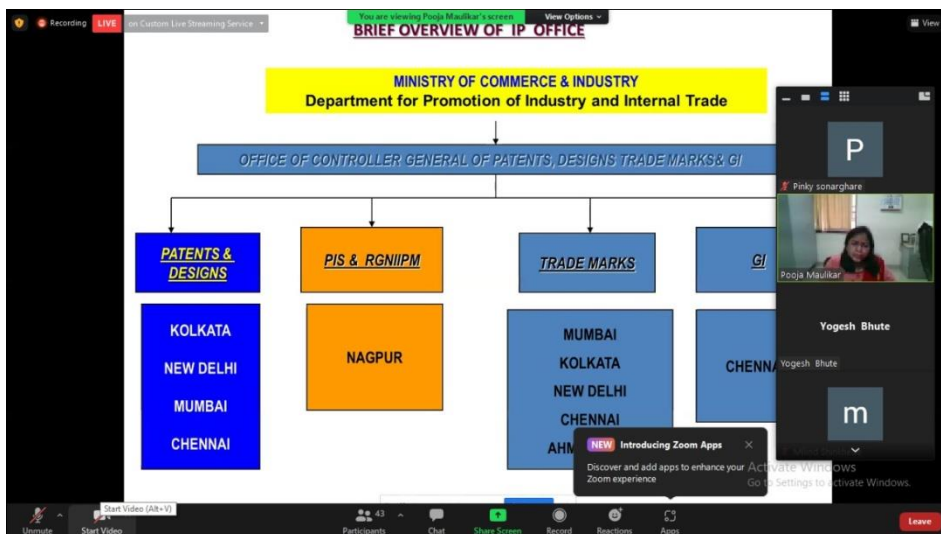 Recording
LIVE
on Custom Live Streaming Service
You are viewing Pooja Maulikar's screen
View Options
View
BRIEF OVERVIEW OF IP OFFICE
MINISTRY OF COMMERCE & INDUSTRY
Department for Promotion of Industry and Internal Trade
OFFICE OF CONTROLLER GENERAL OF PATENTS, DESIGNS TRADE MARKS& GI
PATENTS &
DESIGNS
KOLKATA
NEW DELHI
MUMBAI
CHENNAI
PIS & RGNIIPM
NAGPUR
TRADE MARKS
MUMBAI
KOLKATA
NEW DELHI
CHENNAI
AHM
GI
CHENNA
P
Pinky sonarghare
Pooja Maulikar
Yogesh Bhute
Yogesh Bhute
m
NEW Introducing Zoom Apps
Discover and add apps to enhance your
Zoom experience
Activate Windows
Go to Settings to activate Windows.
Start Video (Alt+V)
Unmute
Start Video
43
Participants
Chat
Share Screen
Record
Reactions
Apps
Leave